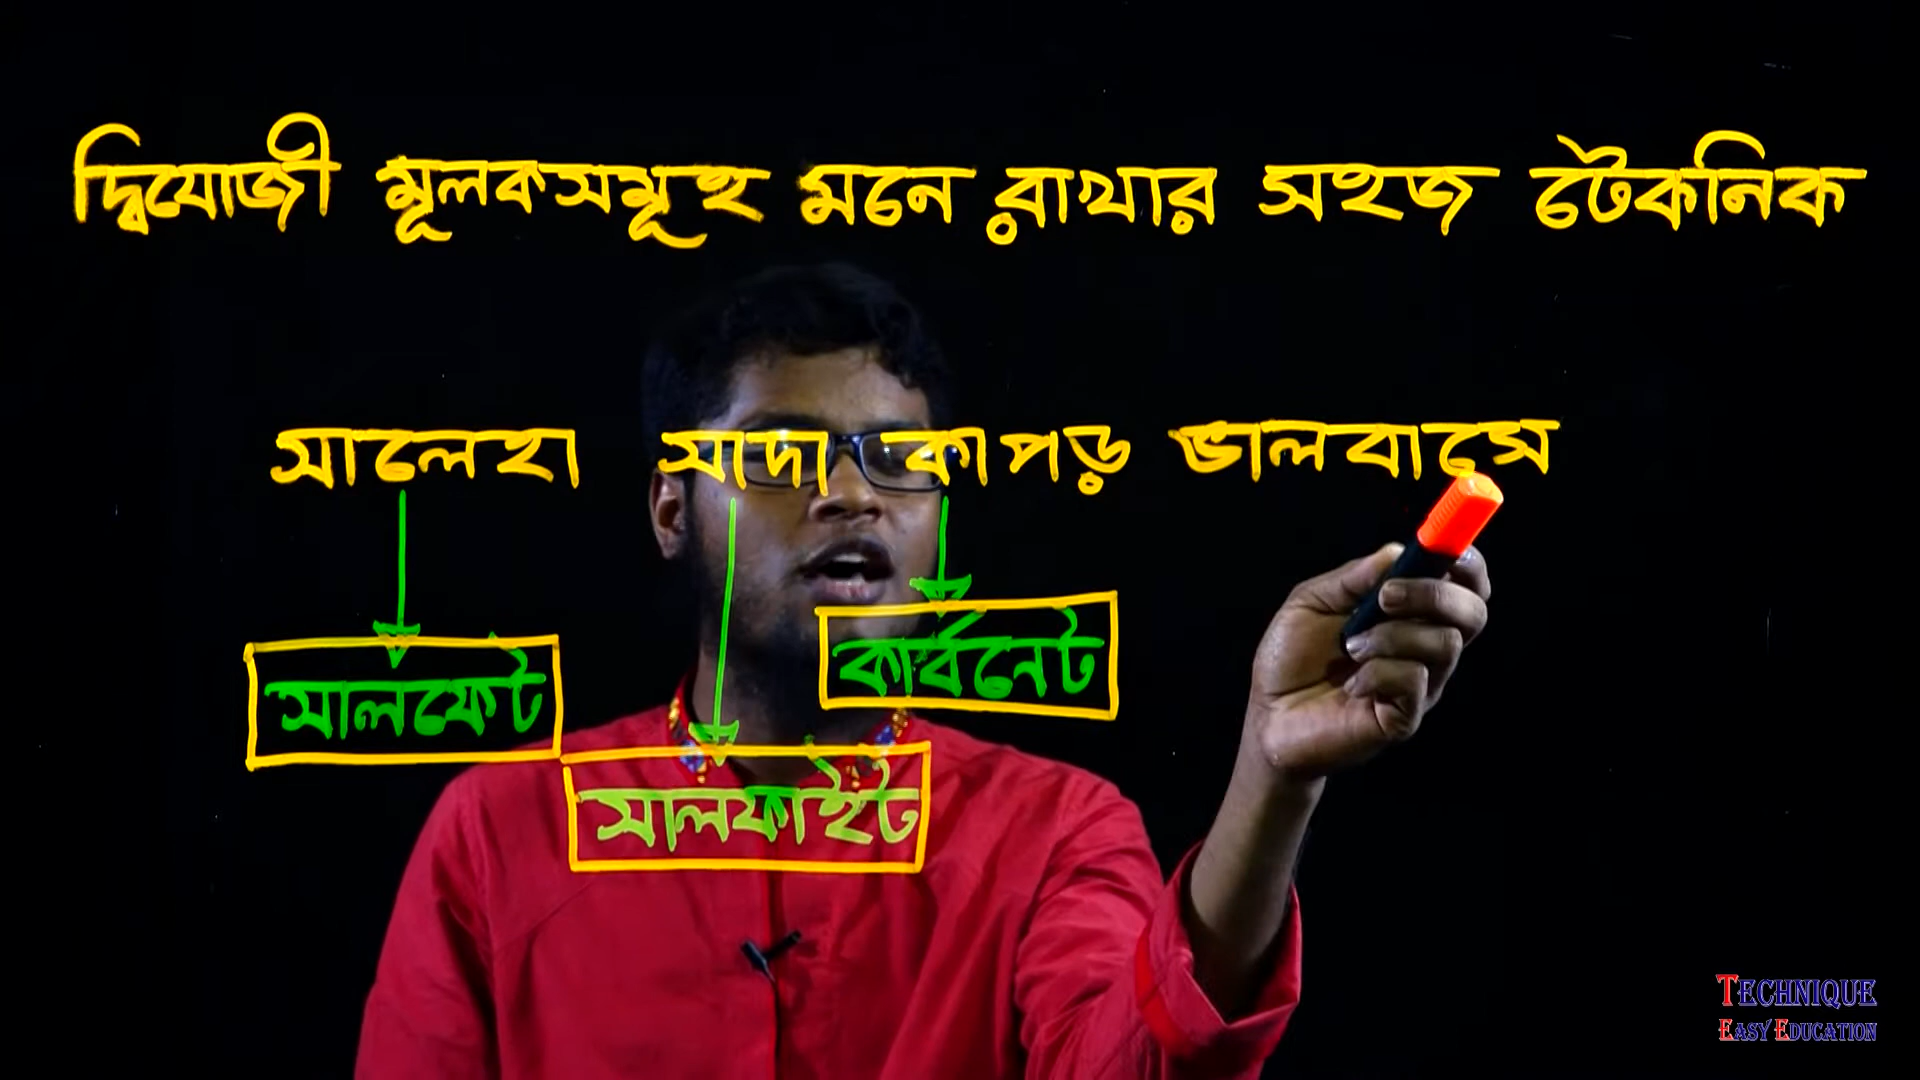 দ্বিযোজী মূলকসমূহ মনে রাখার সহজ টেকনিক
সালেহা সাদা কাপড় ভালবাসে
সালফেট
কার্বনেট
সালফাইট
TECHNIQUE
EASY EDUCATION